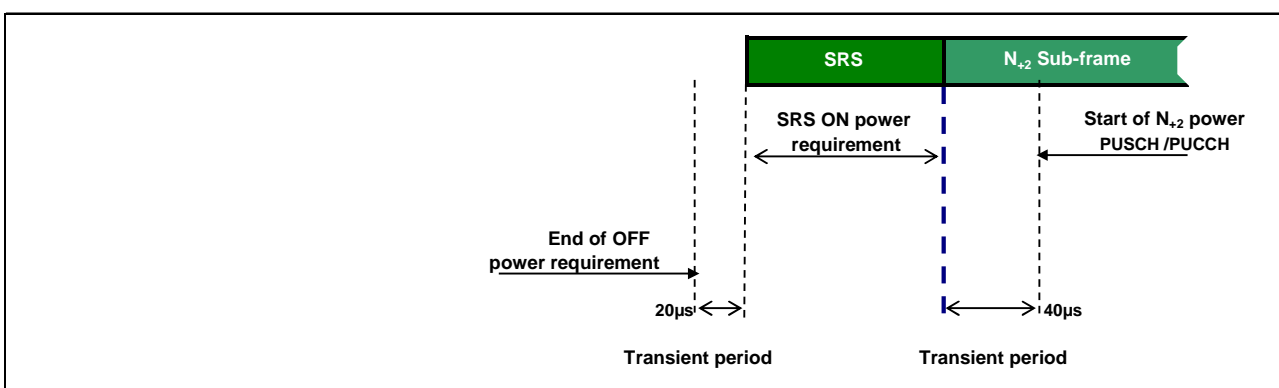 SRS
N+2 Sub-frame
SRS ON power
requirement
Start of N+2 power
PUSCH /PUCCH
End of OFF
power requirement
20µs
40µs
Transient period
Transient period